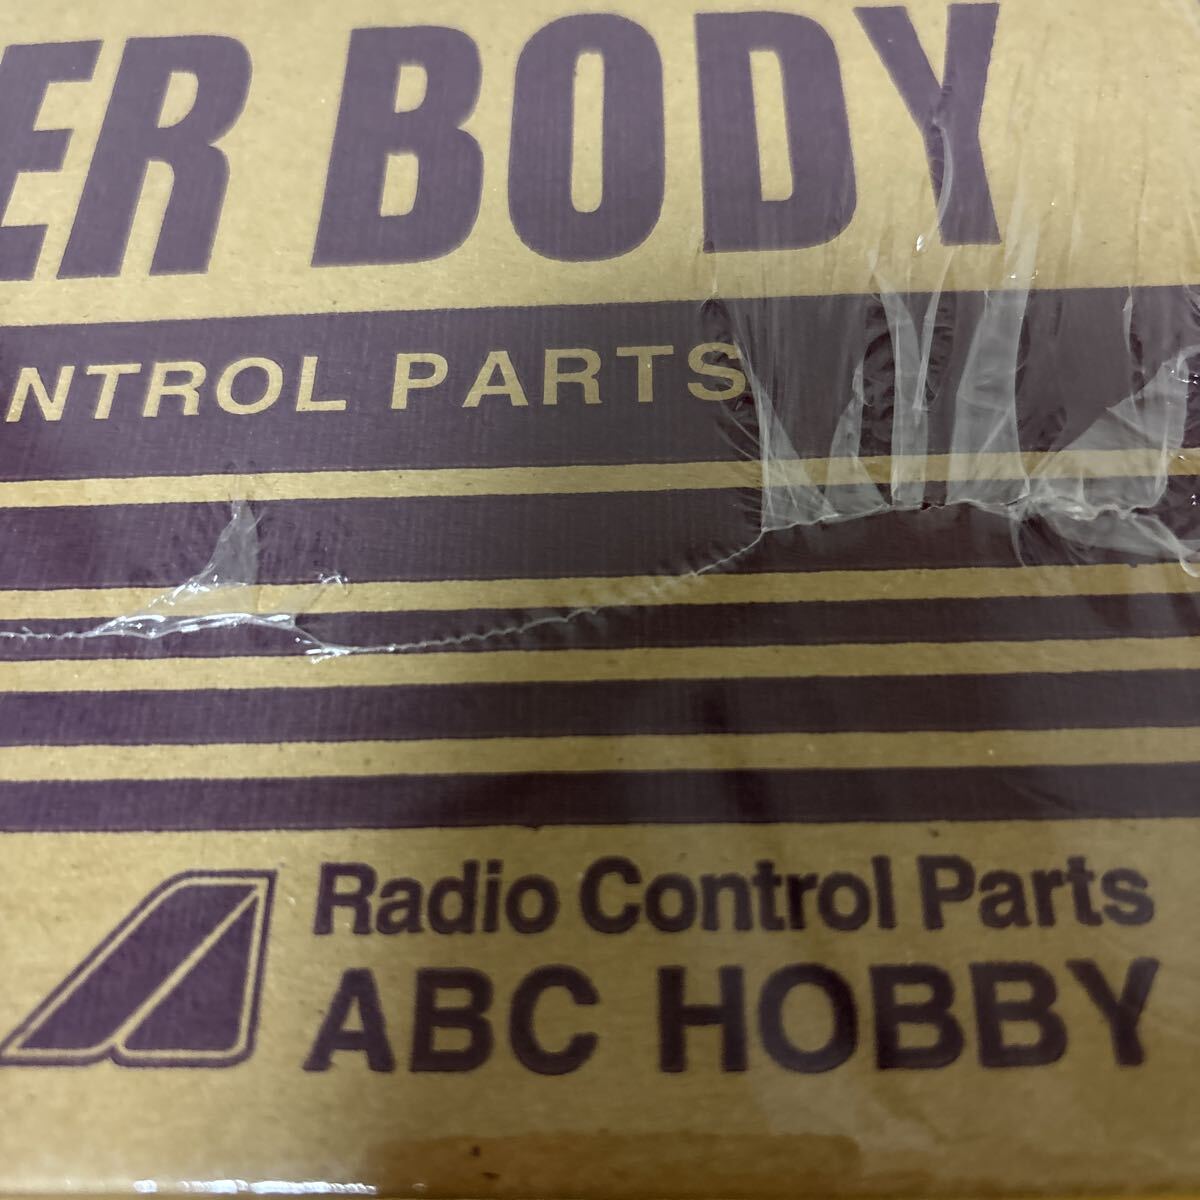 ER BODY
NTROL PARTS
Radio Control Parts
ABC HOBBY